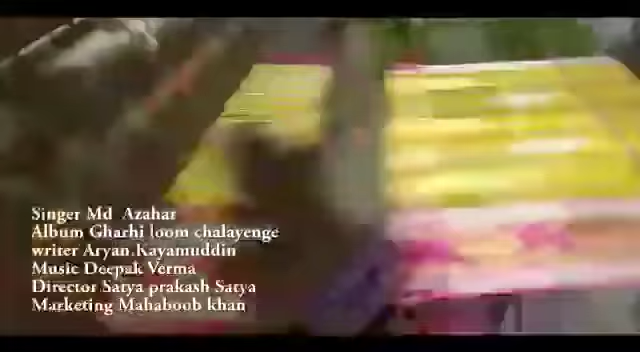 Singer Md Azahar
Album Gharhi loom chalayenge
writer Aryan.Kayamuddin
Music Deepak Verma
Director Satya prakash Satya
Marketing Mahaboob khan